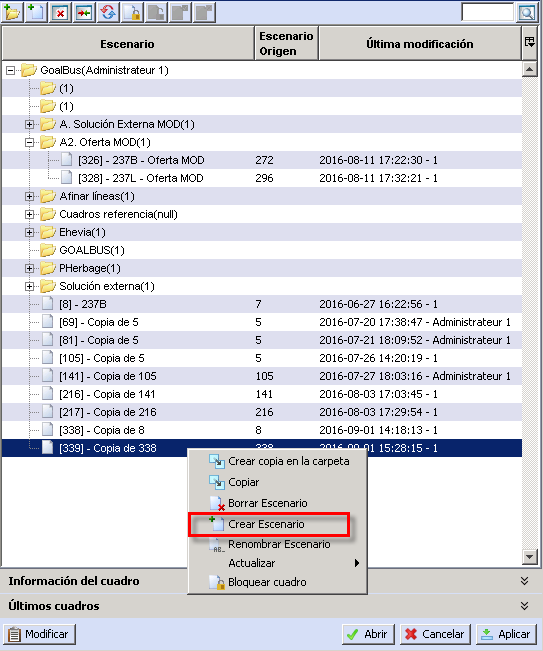 Escenario Escenario Origen Última modificación
GoalBus(Administrateur 1)
(1)
(1)
A. Solución Externa MOD(1)
A2. Oferta MOD(1)
[326] - 237B - Oferta MOD 272 2016-08-11 17:22:30 - 1
[328] - 237L - Oferta MOD 296 2016-08-11 17:32:21 - 1
Afinar líneas(1)
Cuadros referencia(null)
Ehevia(1)
GOALBUS(1)
PHerbage(1)
Solución externa(1)
[8] - 237B 7 2016-06-27 16:22:56 - 1
[69] - Copia de 5 5 2016-07-20 17:38:47 - Administrateur 1
[81] - Copia de 5 5 2016-07-21 18:09:52 - Administrateur 1
[105] - Copia de 5 5 2016-07-26 14:20:19 - 1
[141] - Copia de 105 105 2016-07-27 18:03:16 - Administrateur 1
[216] - Copia de 141 141 2016-08-03 17:03:45 - 1
[217] - Copia de 216 216 2016-08-03 17:29:54 - 1
[338] - Copia de 8 8 2016-09-01 14:18:13 - 1
[339] - Copia de 338 338 2016-09-01 15:28:15 - 1
Crear copia en la carpeta
Copiar
Borrar Escenario
Crear Escenario
Renombrar Escenario
Actualizar
Bloquear cuadro
Información del cuadro
Últimos cuadros
Modificar Abrir Cancelar Aplicar